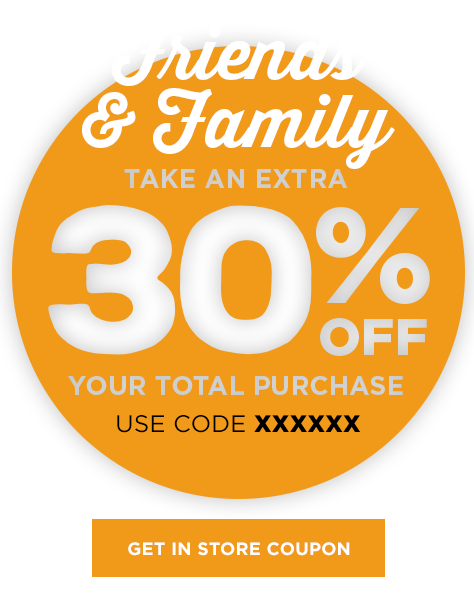 Friends
& Family
TAKE AN EXTRA
30% OFF
YOUR TOTAL PURCHASE
USE CODE XXXXXX
GET IN STORE COUPON